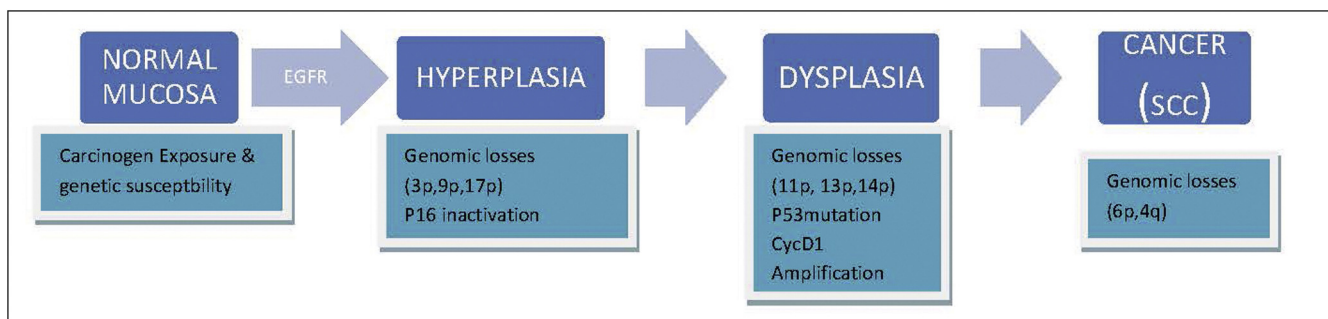 NORMAL
MUCOSA
Carcinogen Exposure &
genetic susceptbility
EGFR
HYPERPLASIA
Genomic losses
(3p,9p,17p)
P16 inactivation
DYSPLASIA
Genomic losses
(11p, 13p,14p)
P53mutation
CycD1
Amplification
CANCER
(SCC)
Genomic losses
(6p,4q)